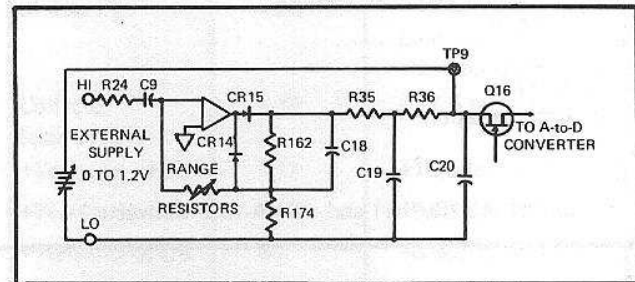 TP9
HI
R24
C9
CR15
R35
R36
Q16
TO A-to-D
CONVERTER
EXTERNAL
SUPPLY
0 TO 1.2V
CR14
R162
C18
RANGE
RESISTORS
C19
C20
R174
LO